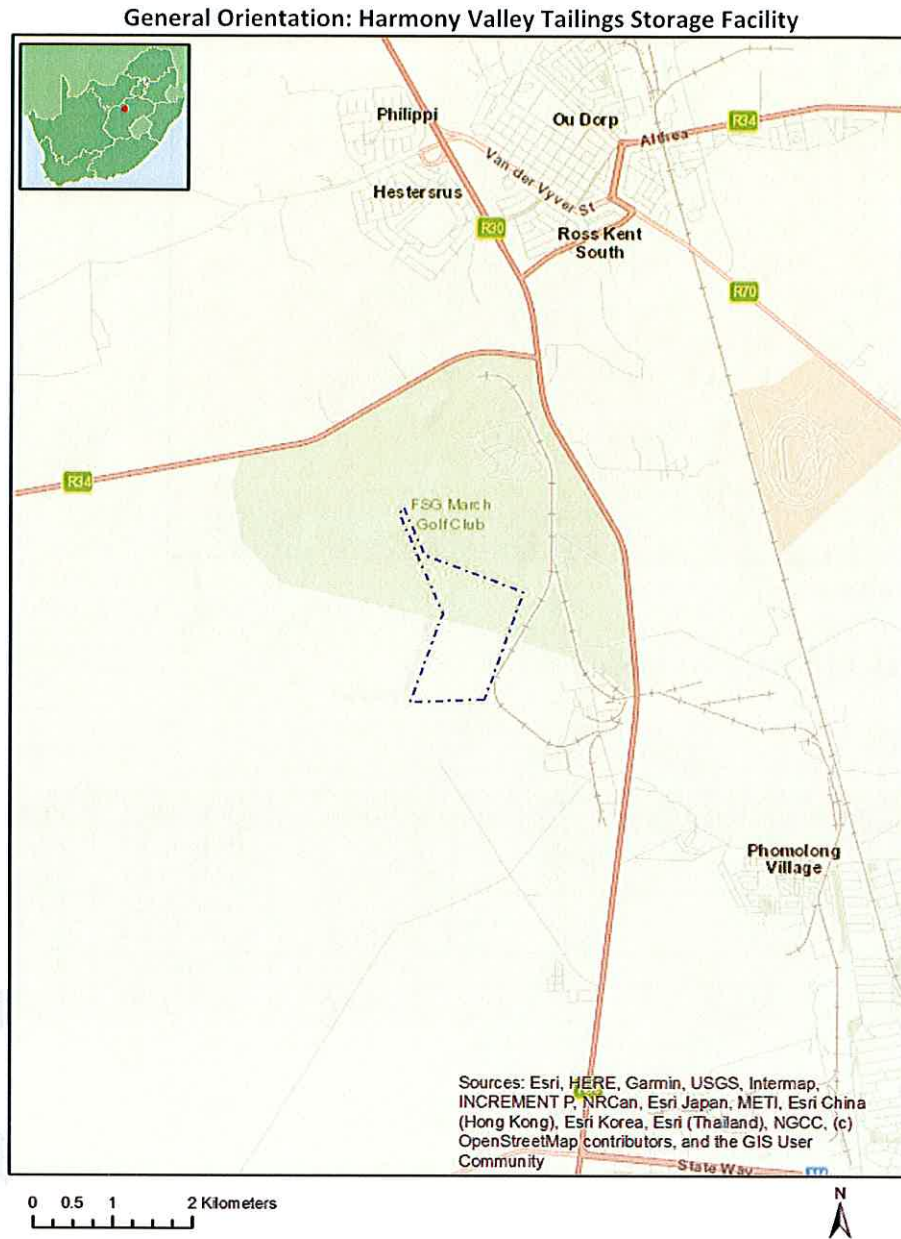 General Orientation: Harmony Valley Tailings Storage Facility
Philippi
Ou Dorp
R34
Althea
Van der Vyver St
Hestersrus
R30
Ross Kent
South
R70
R34
FSG March
Golf Club
Phomolong
Village
Sources: Esri, HERE, Garmin, USGS, Intermap,
INCREMENT P, NRCan, Esri Japan, METI, Esri China
(Hong Kong), Esri Korea, Esri (Thailand), NGCC, (c)
OpenStreetMap contributors, and the GIS User
Community
State Way
0 0.5 1 2 Kilometers
N